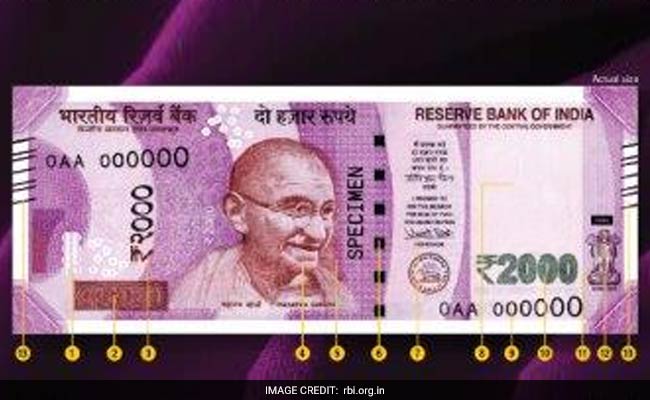 Actual size
भारतीय रिज़र्व बैंक
दो हज़ार रुपये
RESERVE BANK OF INDIA
GUARANTEED BY THE CENTRAL GOVERNMENT
0AA 000000
₹२०००
SPECIMEN
₹2000
0AA 000000
13 1 2 3 4 5 6 7 8 9 10 11 12 13
IMAGE CREDIT: rbi.org.in